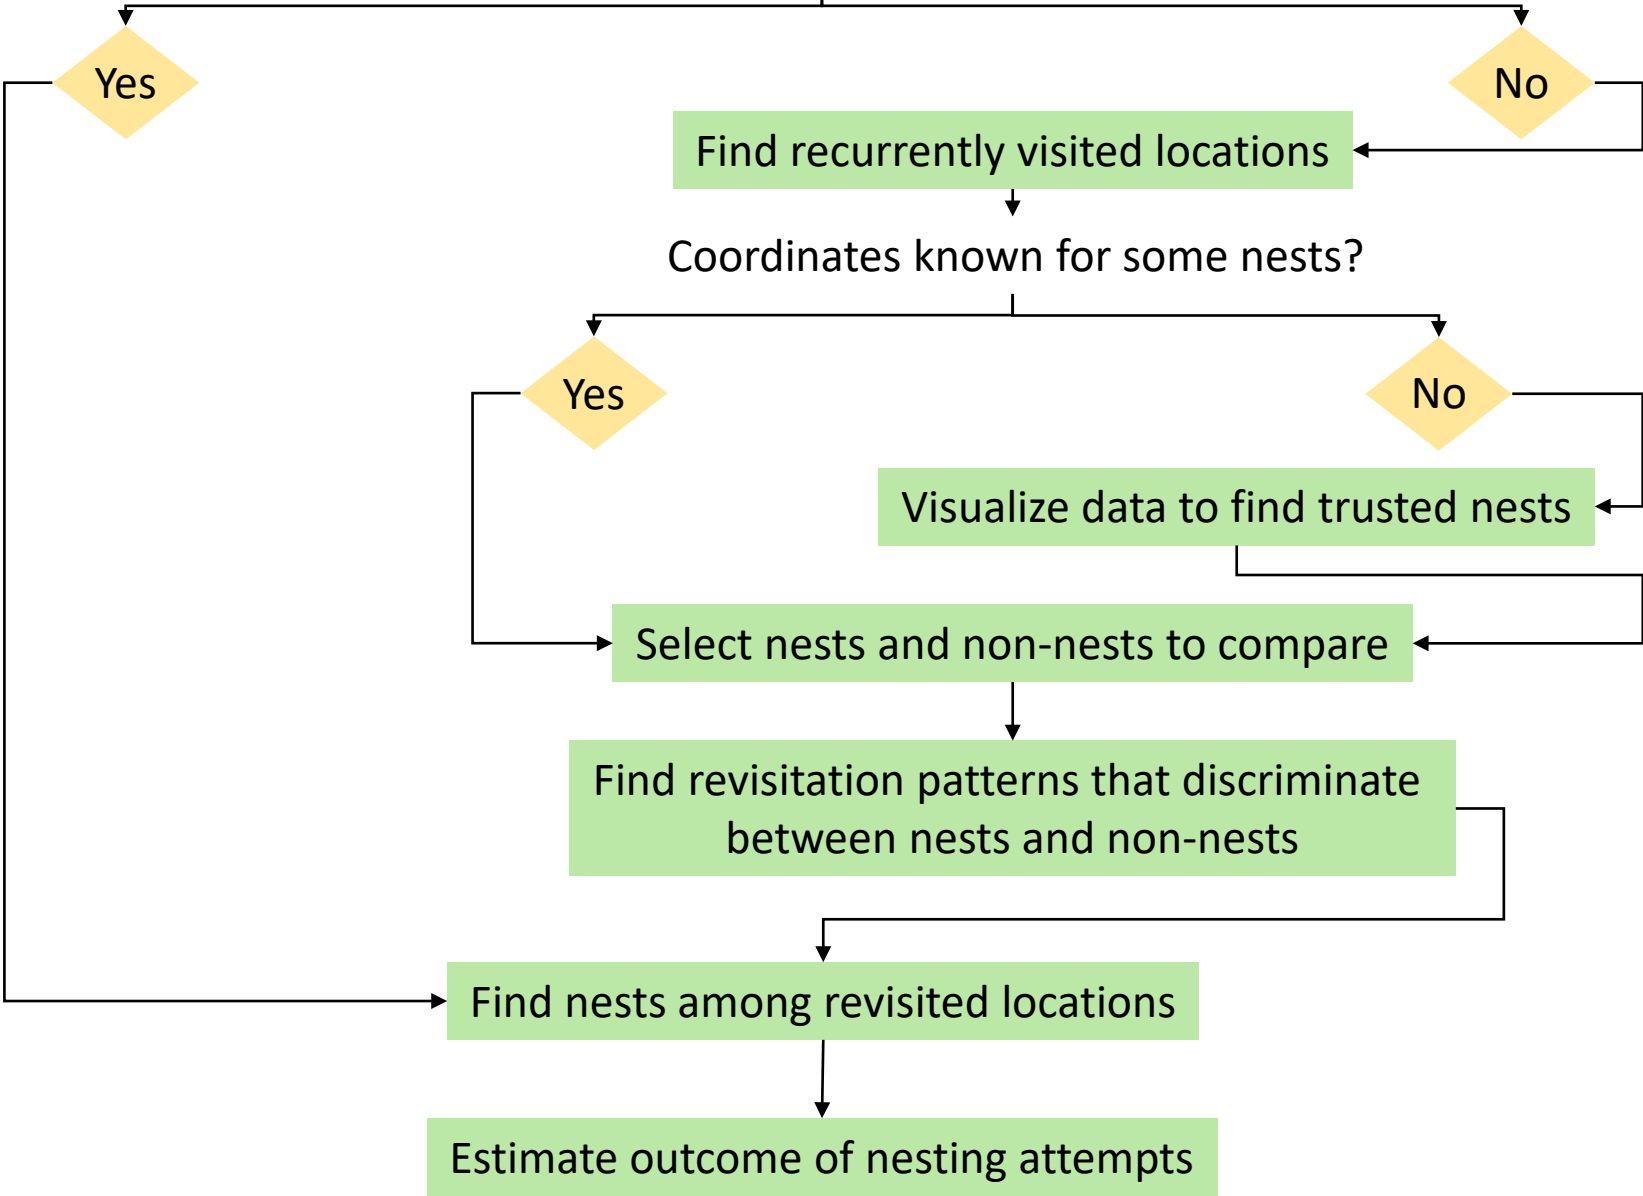 Yes
No
Find recurrently visited locations
Coordinates known for some nests?
Yes
No
Visualize data to find trusted nests
Select nests and non-nests to compare
Find revisitation patterns that discriminate
between nests and non-nests
Find nests among revisited locations
Estimate outcome of nesting attempts